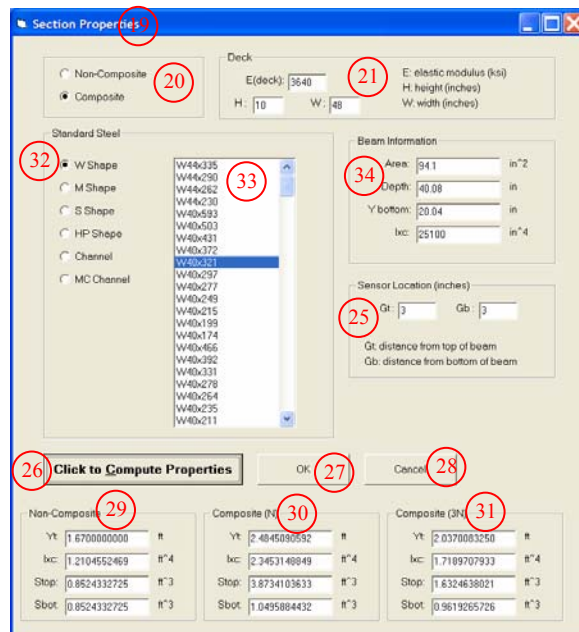 Section Properties 19
Non-Composite
Composite
20
Deck
E(deck): 3640
H: 10 W: 48
21
E: elastic modulus (ksi)
H: height (inches)
W: width (inches)
Standard Steel
32
W Shape
M Shape
S Shape
HP Shape
Channel
MC Channel
33
W44x335
W44x290
W44x262
W44x230
W40x593
W40x503
W40x431
W40x372
W40x321
W40x297
W40x277
W40x249
W40x215
W40x199
W40x174
W40x466
W40x392
W40x331
W40x278
W40x264
W40x235
W40x211
Beam Information
34
Area: 94.1 in^2
Depth: 40.08 in
Y bottom: 20.04 in
Ixc: 25100 in^4
Sensor Location (inches)
25
Gt: 3 Gb: 3
Gt: distance from top of beam
Gb: distance from bottom of beam
26 Click to Compute Properties
OK 27
Cancel 28
Non-Composite 29
Yt: 1.6700000000 ft
Ixc: 1.2104552469 ft^4
Stop: 0.8524332725 ft^3
Sbot: 0.8524332725 ft^3
Composite (N) 30
Yt: 2.4845090592 ft
Ixc: 2.3453148849 ft^4
Stop: 3.8734103633 ft^3
Sbot: 1.0495884432 ft^3
Composite (3N) 31
Yt: 2.0370083250 ft
Ixc: 1.7189707933 ft^4
Stop: 1.6324638021 ft^3
Sbot: 0.9619265726 ft^3